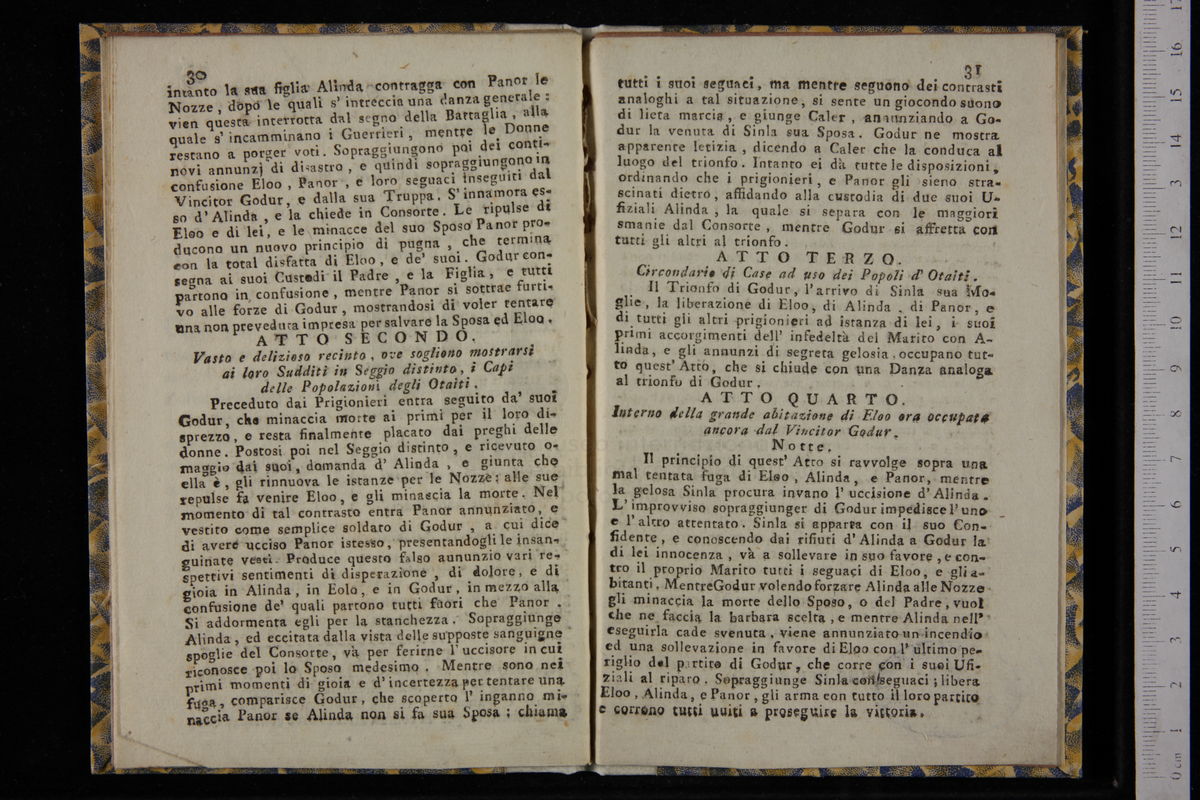 30
intanto la sua figlia Alinda contragga con Panor le
Nozze, dopo le quali s' intreccia una danza generale:
vien questa interrotta dal segno della Battaglia, alla
quale s' incamminano i Guerrieri, mentre le Donne
restano a porger voti. Sopraggiungono poi dei conti-
novi annunzj di disastro, e quindi sopraggiungono in
confusione Eloo, Panor, e loro seguaci inseguiti dal
Vincitor Godur, e dalla sua Truppa. S' innamora es-
so d' Alinda, e la chiede in Consorte. Le ripulse di
Eloo e di lei, e le minacce del suo Sposo Panor pro-
ducono un nuovo principio di pugna, che termina
con la total disfatta di Eloo, e de' suoi. Godur con-
segna ai suoi Custodi il Padre, e la Figlia, e tutti
partono in confusione, mentre Panor si sottrae furti-
vo alle forze di Godur, mostrandosi di voler tentare
una non preveduta impresa per salvare la Sposa ed Eloo.
ATTO SECONDO.
Vasto e delizioso recinto, ove sogliono mostrarsi
ai loro Sudditi in Seggio distinto, i Capi
delle Popolazioni degli Otaiti.
Preceduto dai Prigionieri entra seguito da' suoi
Godur, che minaccia morte ai primi per il loro di-
sprezzo, e resta finalmente placato dai preghi delle
donne. Postosi poi nel Seggio distinto, e ricevuto o-
maggio dai suoi, domanda d' Alinda, e giunta che
ella è, gli rinnuova le istanze per le Nozze: alle sue
repulse fa venire Eloo, e gli minaccia la morte. Nel
momento di tal contrasto entra Panor annunziato, e
vestito come semplice soldato di Godur, a cui dice
di avere ucciso Panor istesso, presentandogli le insan-
guinate vesti. Produce questo falso aununzio vari re-
spettivi sentimenti di disperazione, di dolore, e di
gioia in Alinda, in Eolo, e in Godur, in mezzo alla
confusione de' quali partono tutti fuori che Panor.
Si addormenta egli per la stanchezza. Sopraggiunge
Alinda, ed eccitata dalla vista delle supposte sanguigne
spoglie del Consorte, và per ferirne l' uccisore in cui
riconosce poi lo Sposo medesimo. Mentre sono nei
primi momenti di gioia e d' incertezza per tentare una
fuga, comparisce Godur, che scoperto l' inganno mi-
naccia Panor se Alinda non si fa sua Sposa; chiama
31
tutti i suoi seguaci, ma mentre seguono dei contrasti
analoghi a tal situazione, si sente un giocondo suono
di lieta marcia, e giunge Caler, annunziando a Go-
dur la venuta di Sinla sua Sposa. Godur ne mostra
apparente letizia, dicendo a Caler che la conduca al
luogo del trionfo. Intanto ei dà tutte le disposizioni,
ordinando che i prigionieri, e Panor gli sieno stra-
scinati dietro, affidando alla custodia di due suoi U-
fiziali Alinda, la quale si separa con le maggiori
smanie dal Consorte, mentre Godur si affretta con
tutti gli altri al trionfo.
ATTO TERZO.
Circondario di Case ad uso dei Popoli d' Otaiti.
Il Trionfo di Godur, l'arrivo di Sinla sua Mo-
glie, la liberazione di Eloo, di Alinda, di Panor, e
di tutti gli altri prigionieri ad istanza di lei, i suoi
primi accorgimenti dell' infedeltà del Marito con A-
linda, e gli annunzi di segreta gelosia, occupano tut-
to quest' Atto, che si chiude con una Danza analoga
al trionfo di Godur.
ATTO QUARTO.
Interno della grande abitazione di Eloo ora occupata
ancora dal Vincitor Godur.
Notte.
Il principio di quest' Atto si ravvolge sopra una
mal tentata fuga di Eloo, Alinda, e Panor, mentre
la gelosa Sinla procura invano l' uccisione d' Alinda.
L' improvviso sopraggiunger di Godur impedisce l' uno
e l' altro attentato. Sinla si apparta con il suo Con-
fidente, e conoscendo dai rifiuti d' Alinda a Godur la
di lei innocenza, và a sollevare in suo favore, e con-
tro il proprio Marito tutti i seguaci di Eloo, e gli a-
bitanti. Mentre Godur volendo forzare Alinda alle Nozze
gli minaccia la morte dello Sposo, o del Padre, vuol
che ne faccia la barbara scelta, e mentre Alinda nell'
eseguirla cade svenuta, viene annunziato un incendio
ed una sollevazione in favore di Eloo con l' ultimo pe-
riglio del partito di Godur, che corre con i suoi Ufi-
ziali al riparo. Sopraggiunge Sinla con seguaci; libera
Eloo, Alinda, e Panor, gli arma con tutto il loro partito
e corrono tutti uuiti a proseguire la vittoria.
0 cm 1 2 3 4 5 6 7 8 9 10 11 12 13 14 15 16 17